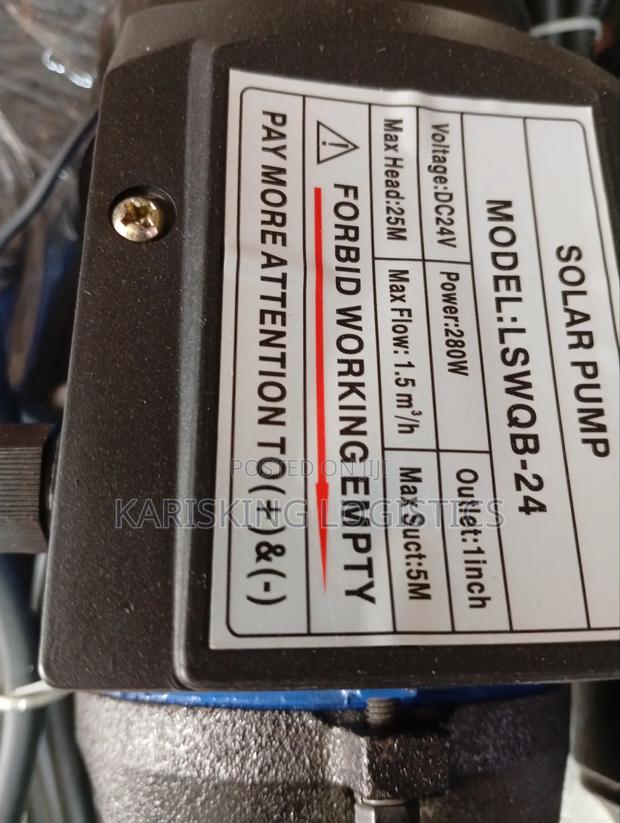 SOLAR PUMP
MODEL:LSWQB-24
Voltage:DC24V Power:280W Outlet:1inch
Max Head:25M Max Flow: 1.5 m³/h Max Suct:5M
FORBID WORKING EMPTY
PAY MORE ATTENTION TO(+)&(-)
POSTED ON JIJI
KARISKING LOGISTICS